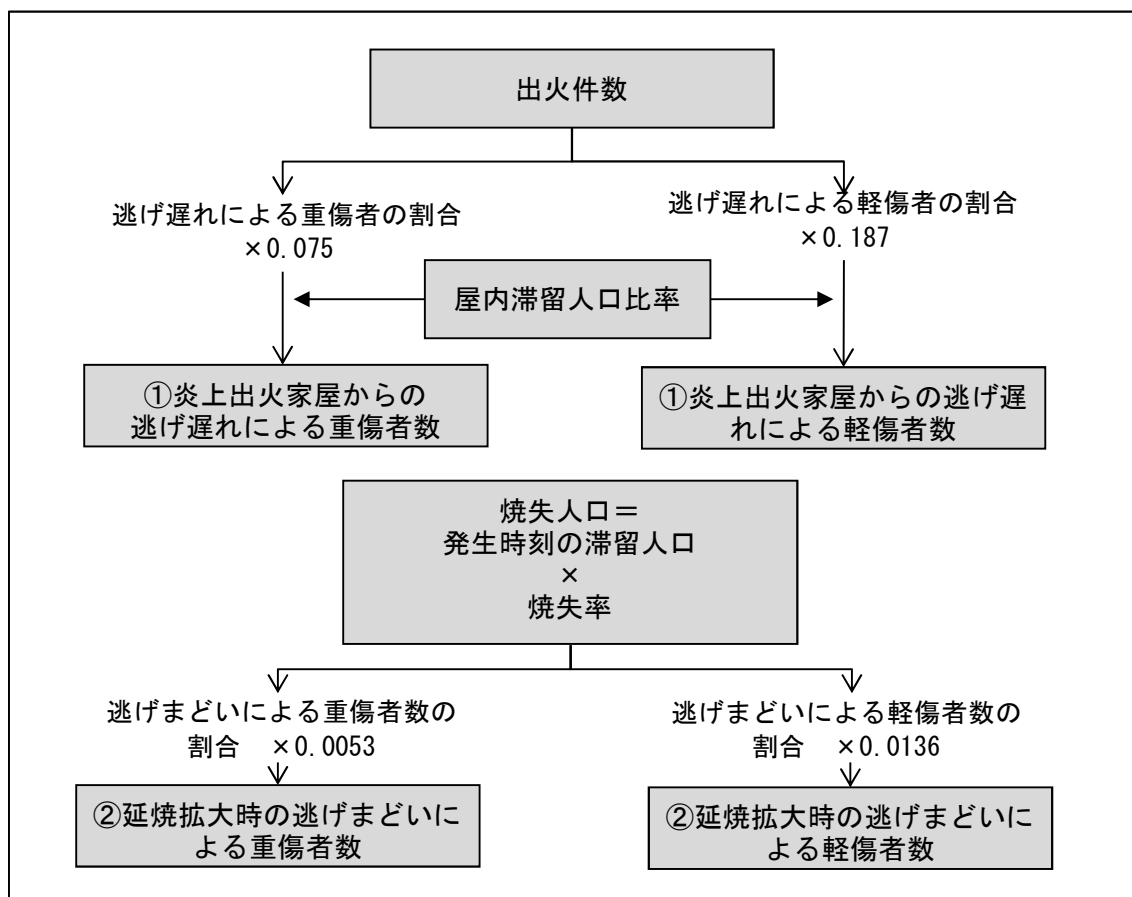 出火件数
逃げ遅れによる重傷者の割合
×0.075
逃げ遅れによる軽傷者の割合
×0.187
屋内滞留人口比率
①炎上出火家屋からの
逃げ遅れによる重傷者数
①炎上出火家屋からの逃げ遅
れによる軽傷者数
焼失人口＝
発生時刻の滞留人口
×
焼失率
逃げまどいによる重傷者数の
割合　×0.0053
逃げまどいによる軽傷者数の
割合　×0.0136
②延焼拡大時の逃げまどいに
よる重傷者数
②延焼拡大時の逃げまどいに
よる軽傷者数